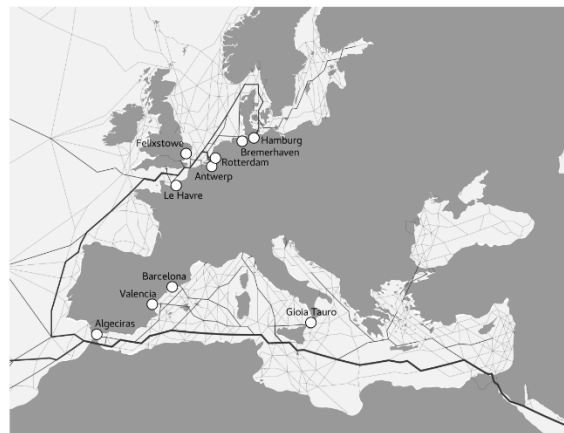 Felixstowe
Hamburg
Bremerhaven
Rotterdam
Antwerp
Le Havre
Barcelona
Valencia
Algeciras
Gioia Tauro